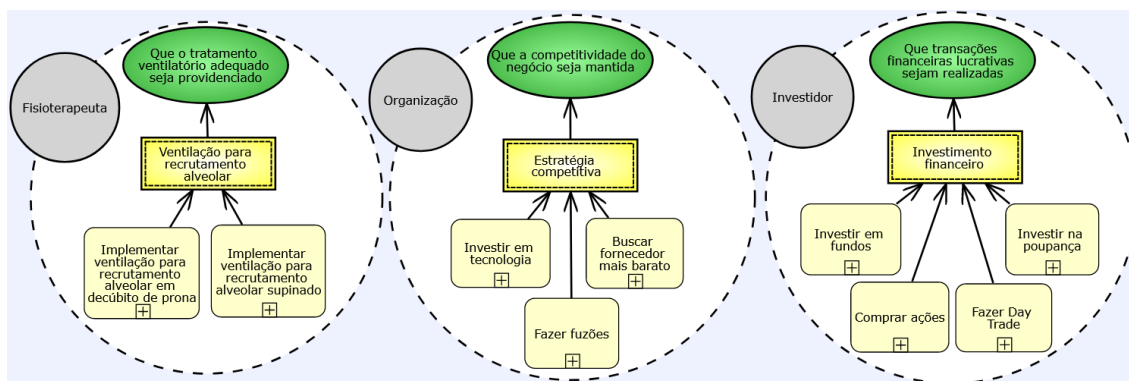 Fisioterapeuta
Que o tratamento
ventilatório adequado
seja providenciado
Ventilação para
recrutamento
alveolar
Implementar
ventilação para
recrutamento
alveolar em
decúbito de prona
Implementar
ventilação para
recrutamento
alveolar supinado
Organização
Que a competitividade do
negócio seja mantida
Estratégia
competitiva
Investir em
tecnologia
Fazer fuzões
Buscar
fornecedor
mais barato
Investidor
Que transações
financeiras lucrativas
sejam realizadas
Investimento
financeiro
Investir em
fundos
Comprar ações
Fazer Day
Trade
Investir na
poupança